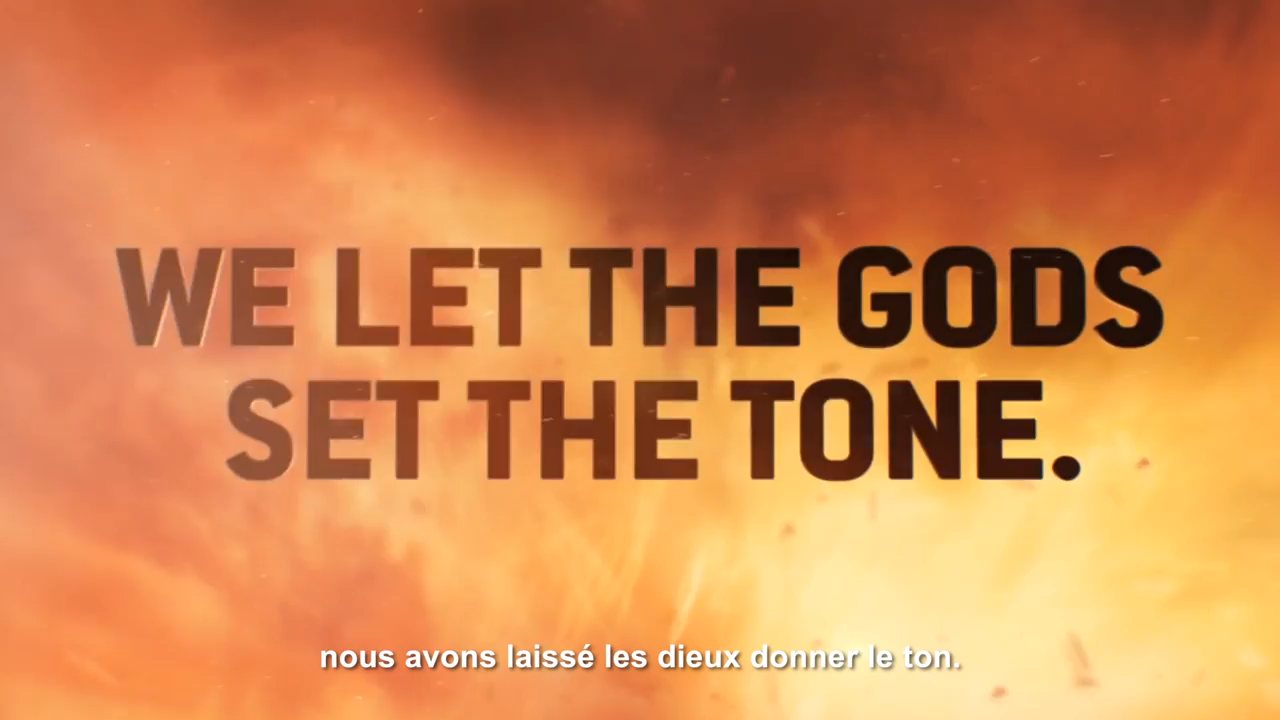 WE LET THE GODS
SET THE TONE.
nous avons laissé les dieux donner le ton.